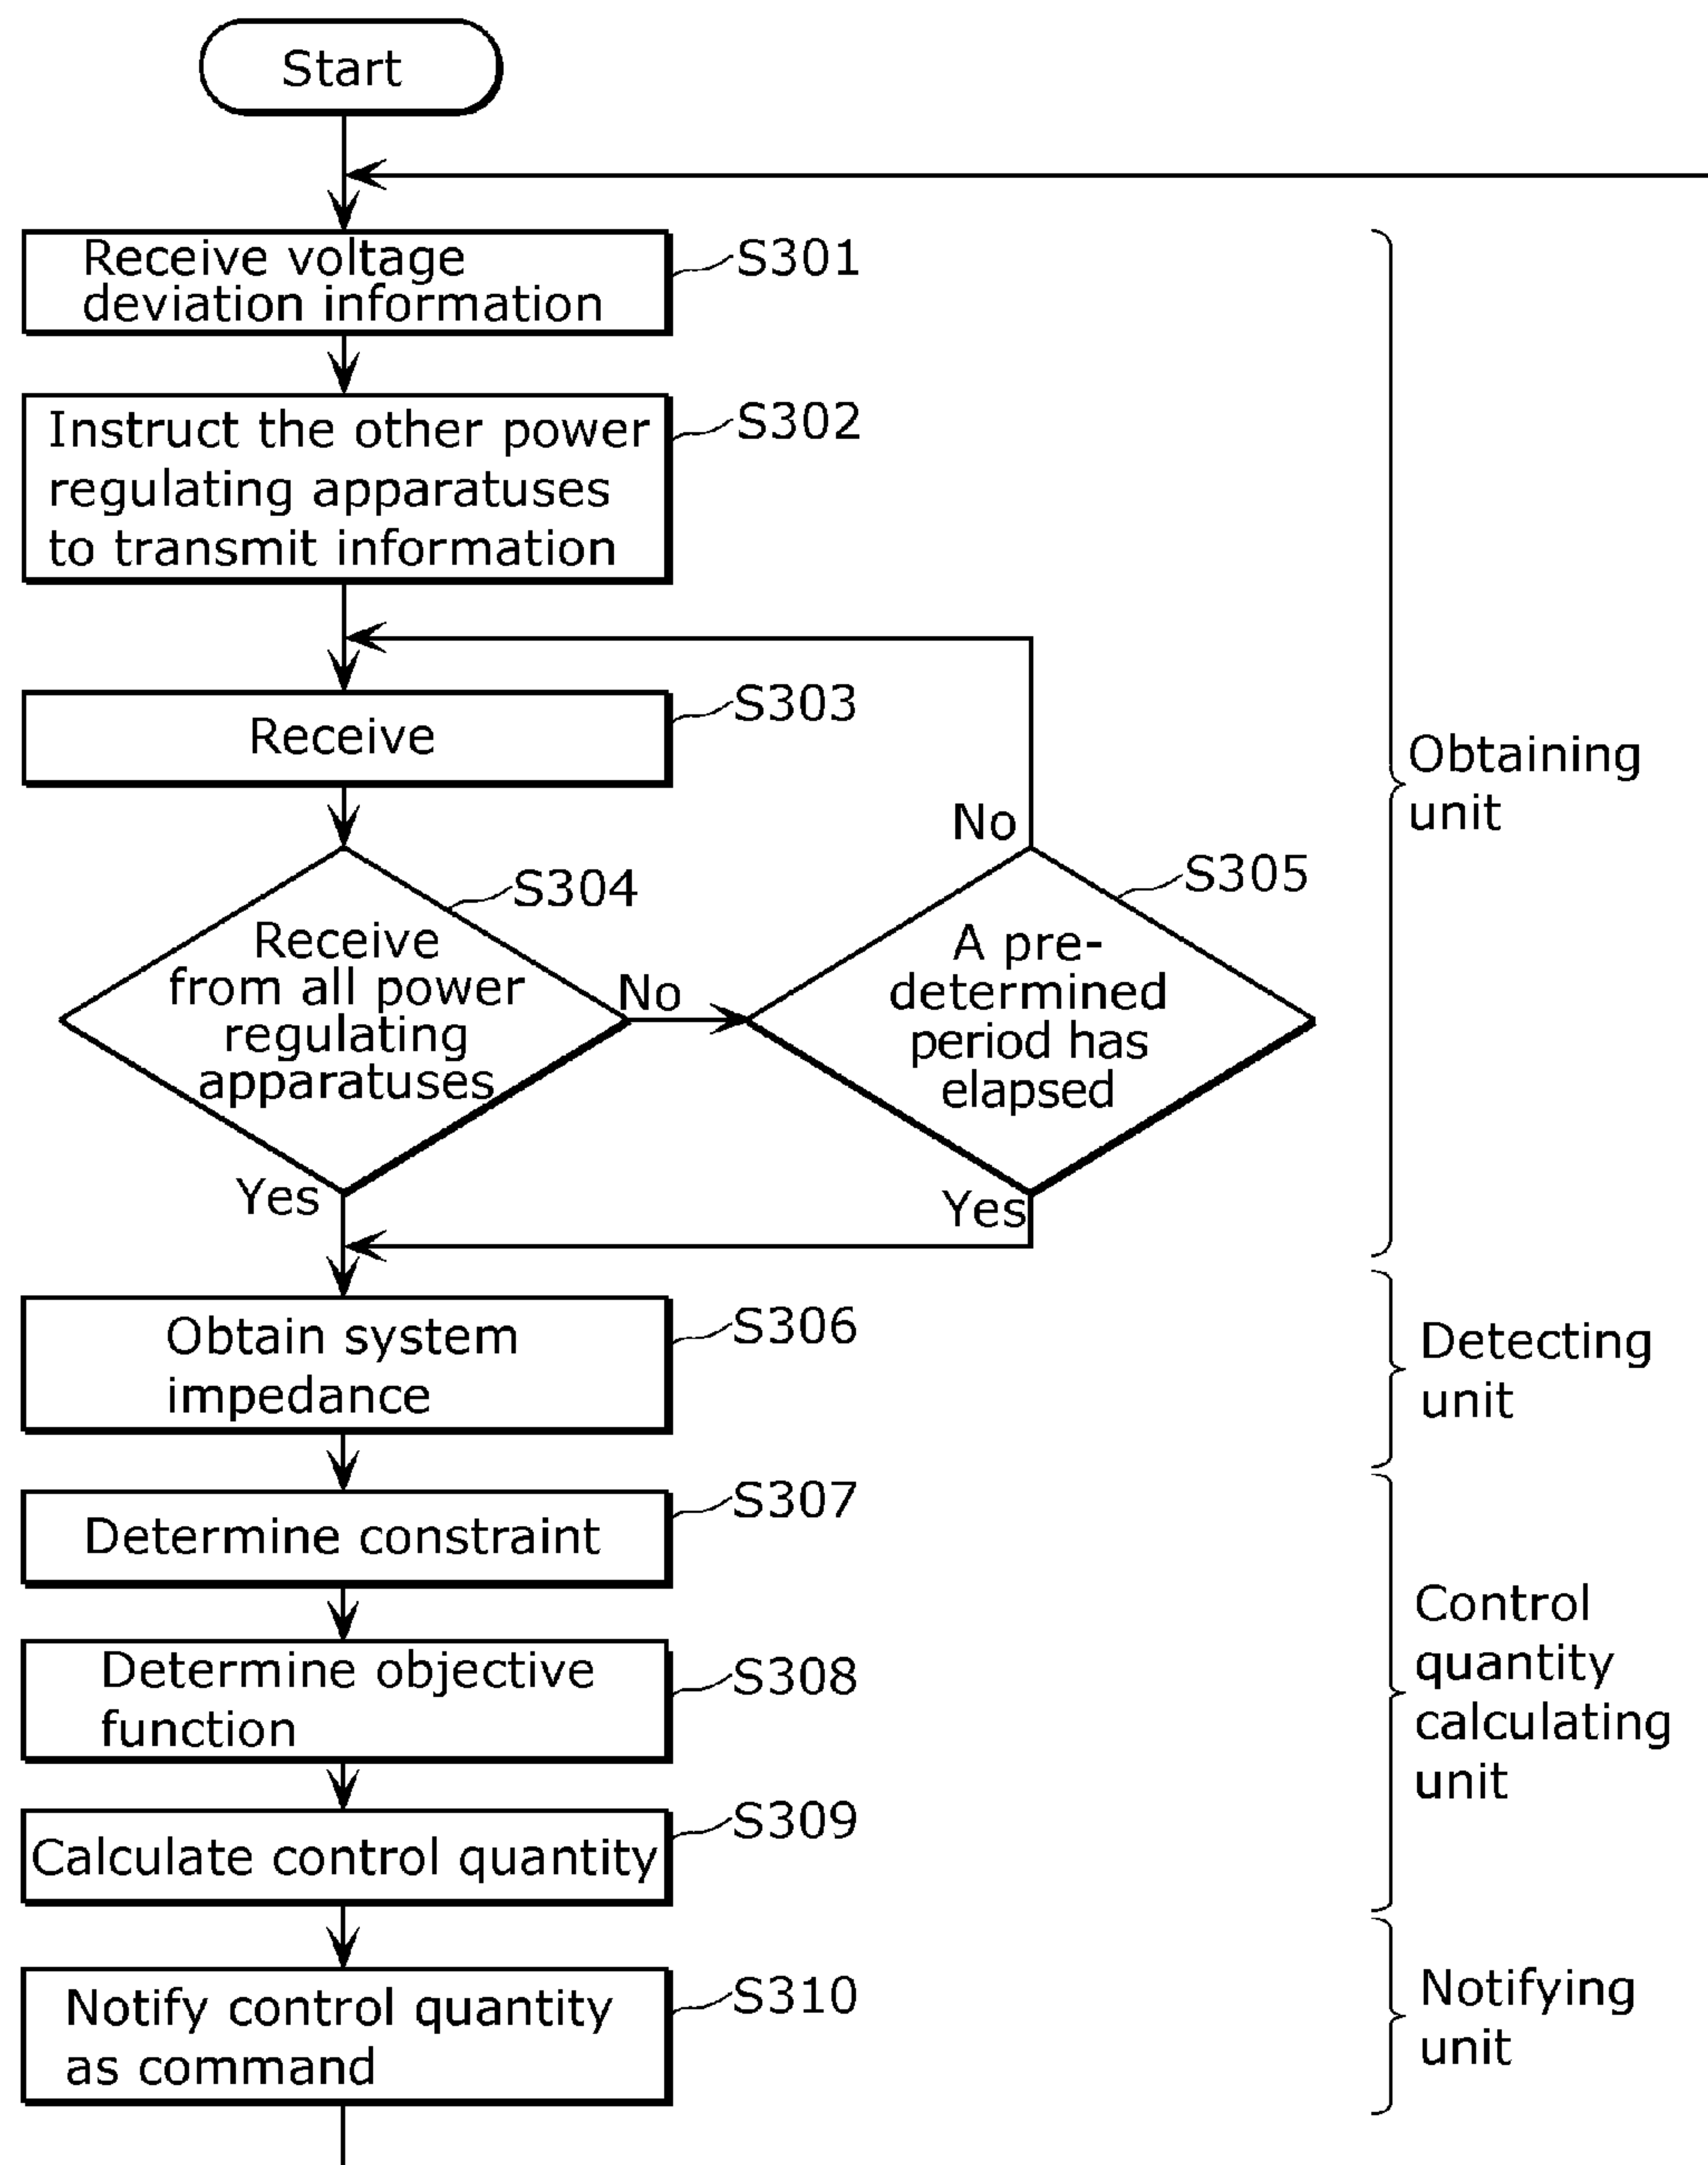 Start
Receive voltage
deviation information
S301
Instruct the other power
regulating apparatuses
to transmit information
S302
Receive
S303
Obtaining
unit
Receive
from all power
regulating
apparatuses
S304
No
Yes
A pre-
determined
period has
elapsed
S305
No
Yes
Obtain system
impedance
S306
Detecting
unit
Determine constraint
S307
Determine objective
function
S308
Calculate control quantity
S309
Control
quantity
calculating
unit
Notify control quantity
as command
S310
Notifying
unit